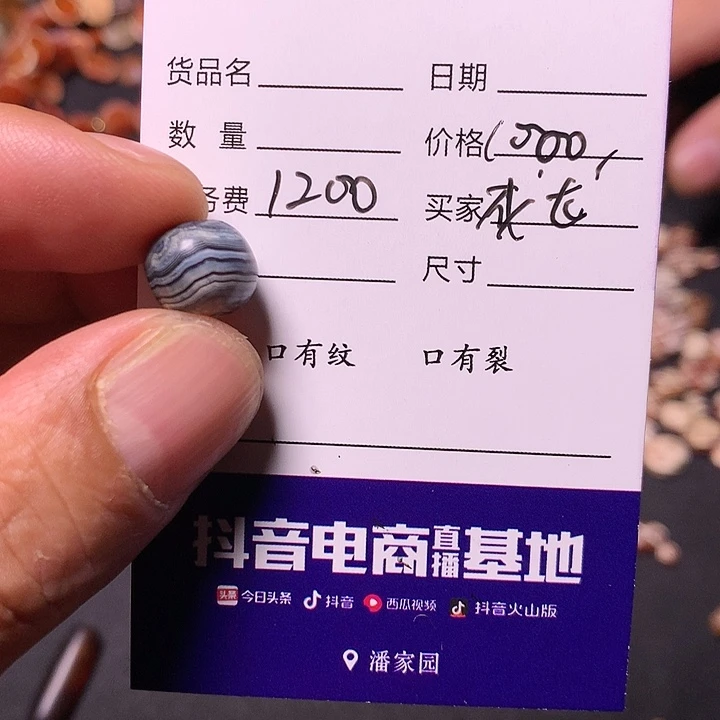 货品名 日期
数 量 价格
务费 1200 买家
尺寸
口有纹 口有裂
抖音电商直播基地
头条 今日头条 抖音 西瓜视频 抖音火山版
潘家园